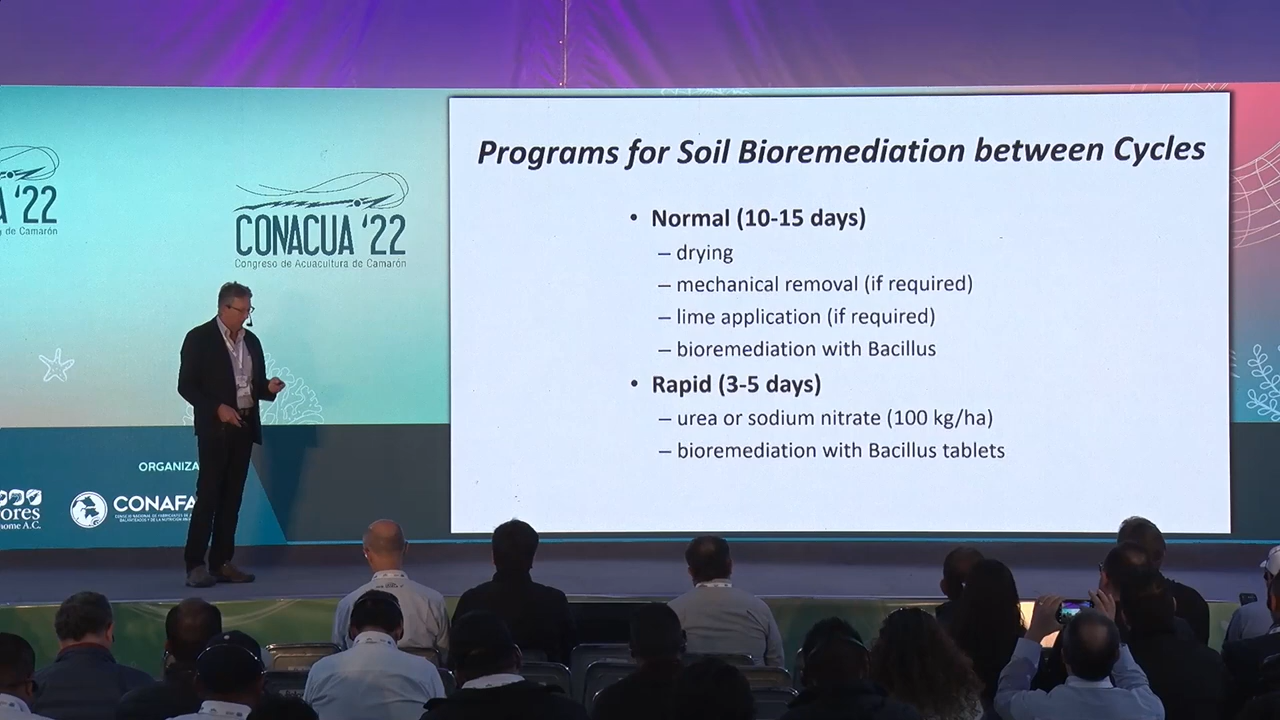 A '22
de Camarón
CONACUA '22
Congreso de Acuacultura de Camarón
ORGANIZA
ores
ome A.C.
CONAFA
Programs for Soil Bioremediation between Cycles
• Normal (10-15 days)
– drying
– mechanical removal (if required)
– lime application (if required)
– bioremediation with Bacillus
• Rapid (3-5 days)
– urea or sodium nitrate (100 kg/ha)
– bioremediation with Bacillus tablets